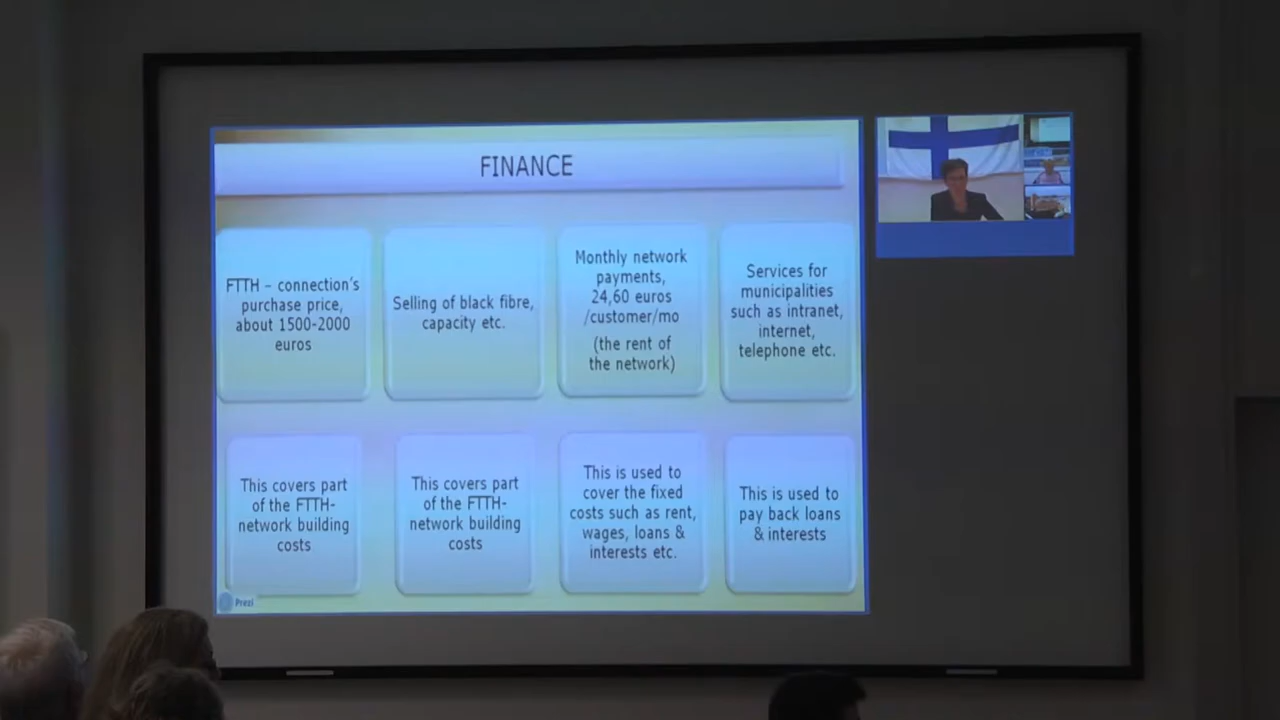 FINANCE
FTTH – connection's
purchase price,
about 1500-2000
euros
Selling of black fibre,
capacity etc.
Monthly network
payments,
24,60 euros
/customer/mo
(the rent of
the network)
Services for
municipalities
such as intranet,
internet,
telephone etc.
This covers part
of the FTTH-
network building
costs
This covers part
of the FTTH-
network building
costs
This is used to
cover the fixed
costs such as rent,
wages, loans &
interests etc.
This is used to
pay back loans
& interests
Prezi